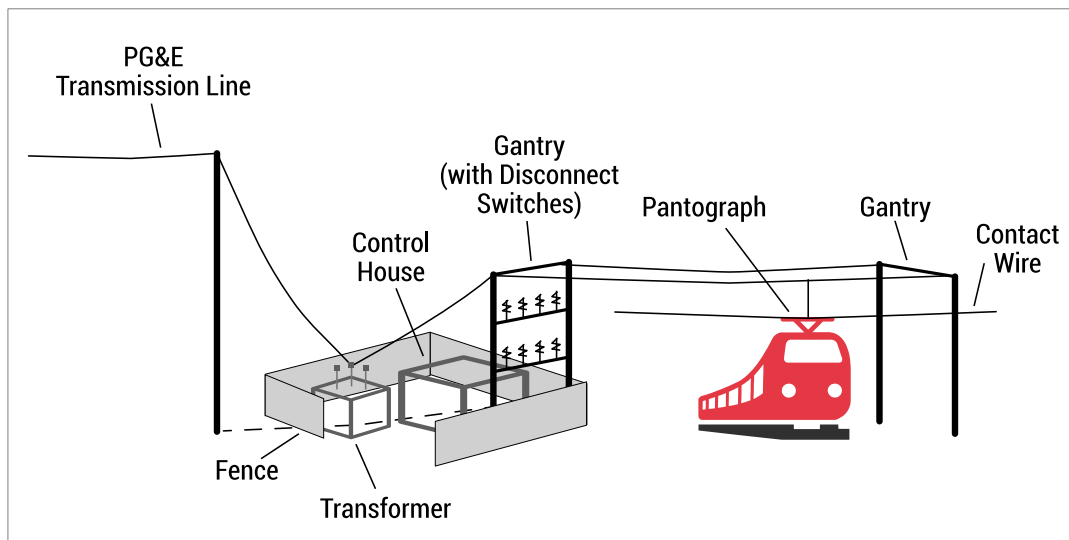 PG&E
Transmission Line
Gantry
(with Disconnect
Switches)
Control
House
Pantograph
Gantry
Contact
Wire
Fence
Transformer